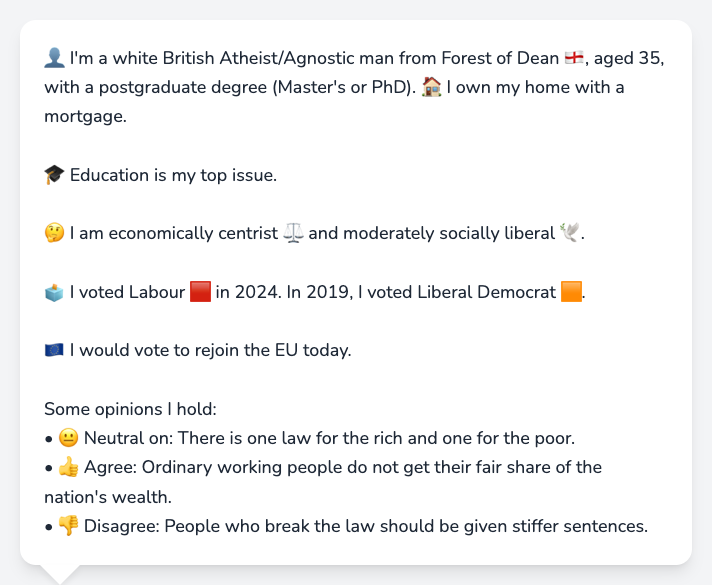 👤 I'm a white British Atheist/Agnostic man from Forest of Dean 🏴󠁧󠁢󠁥󠁮󠁧󠁿, aged 35,
with a postgraduate degree (Master's or PhD). 🏠 I own my home with a
mortgage.
🎓 Education is my top issue.
🤔 I am economically centrist ⚖️ and moderately socially liberal 🕊️.
🗳️ I voted Labour 🟥 in 2024. In 2019, I voted Liberal Democrat 🟧.
🇪🇺 I would vote to rejoin the EU today.
Some opinions I hold:
• 😐 Neutral on: There is one law for the rich and one for the poor.
• 👍 Agree: Ordinary working people do not get their fair share of the
nation's wealth.
• 👎 Disagree: People who break the law should be given stiffer sentences.